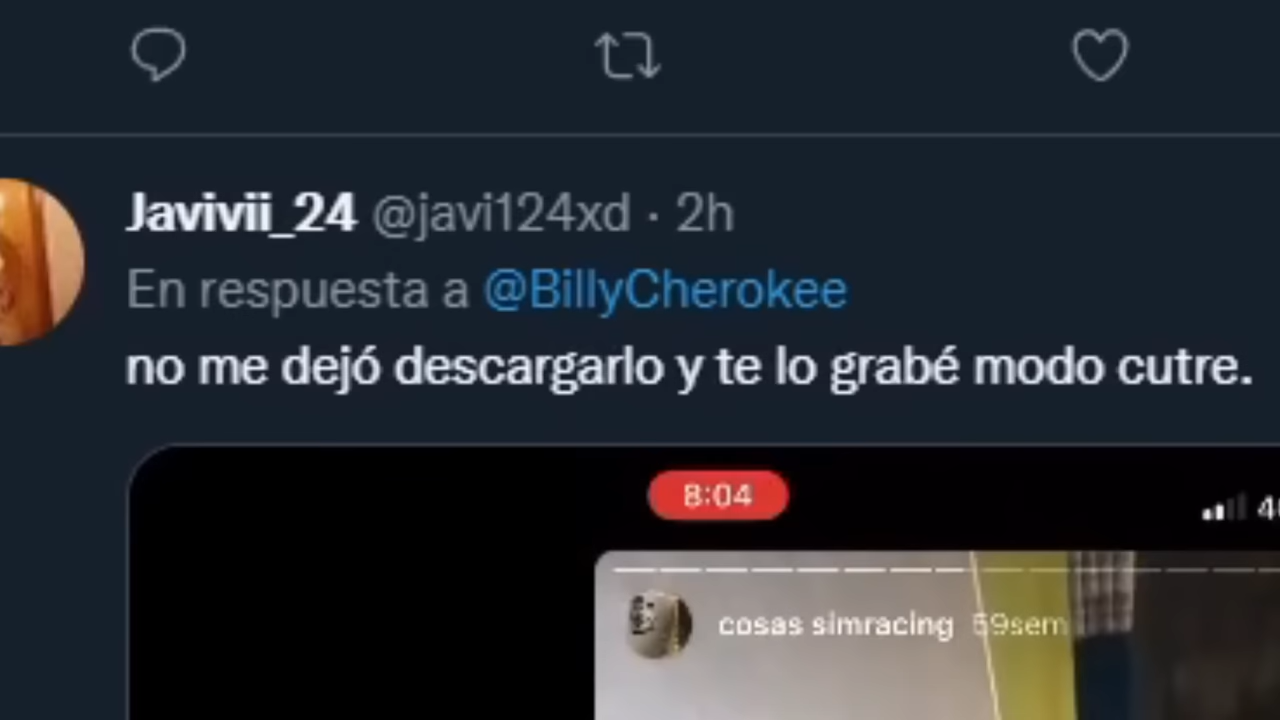 Javivii_24 @javi124xd · 2h
En respuesta a @BillyCherokee
no me dejó descargarlo y te lo grabé modo cutre.
8:04
cosas simracing 59sem